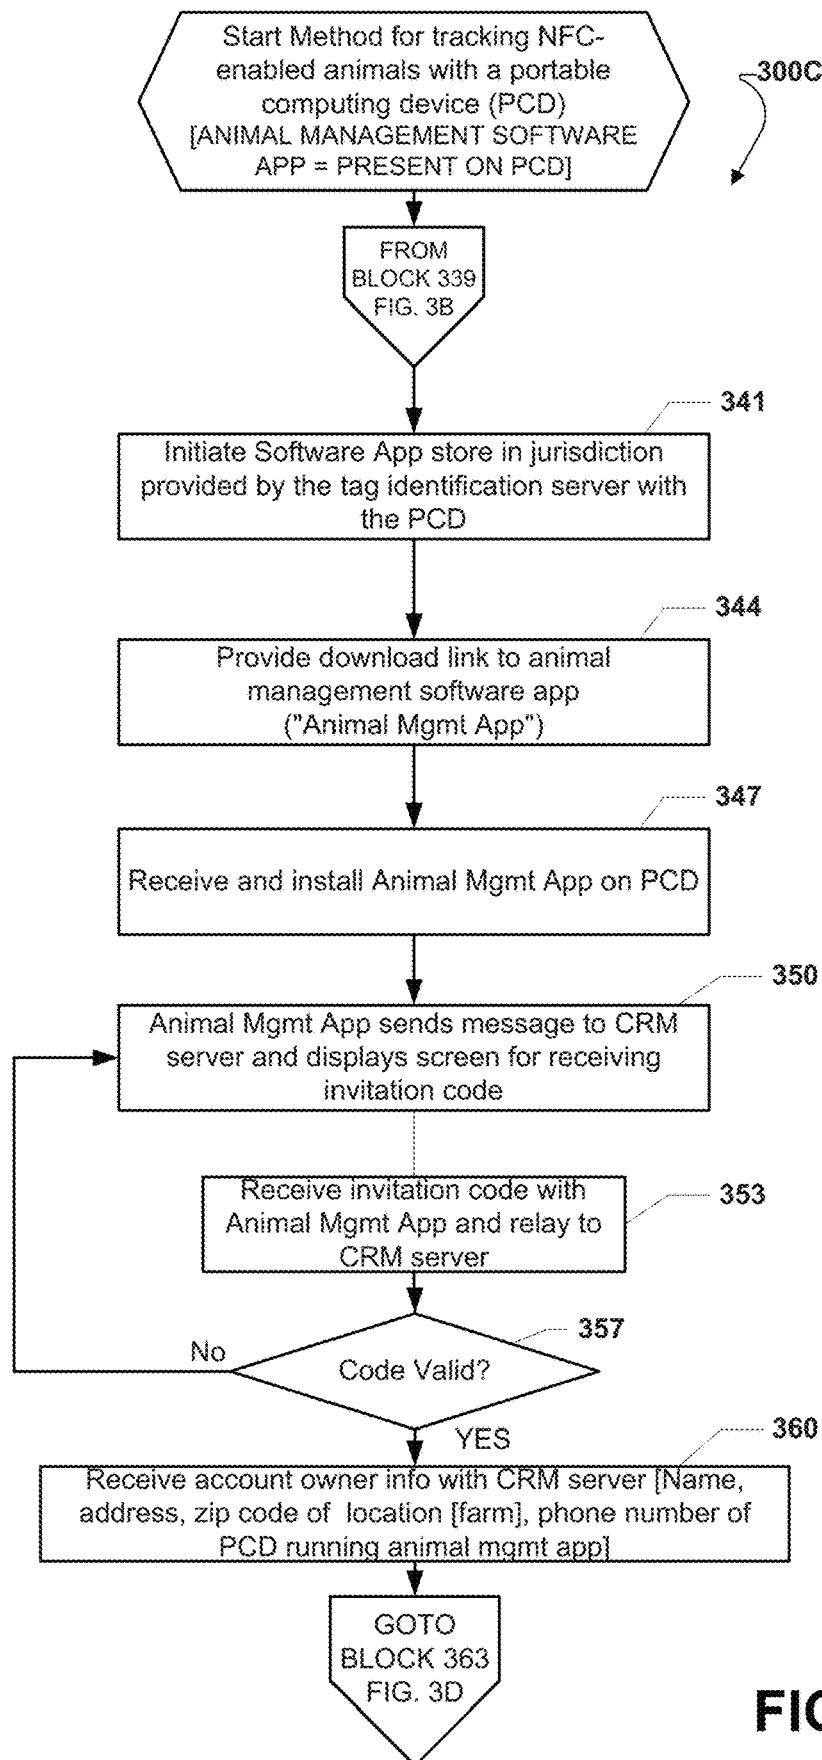 Start Method for tracking NFC-
enabled animals with a portable
computing device (PCD)
[ANIMAL MANAGEMENT SOFTWARE
APP = PRESENT ON PCD]
300C
FROM
BLOCK 339
FIG. 3B
341
Initiate Software App store in jurisdiction
provided by the tag identification server with
the PCD
344
Provide download link to animal
management software app
("Animal Mgmt App")
347
Receive and install Animal Mgmt App on PCD
350
Animal Mgmt App sends message to CRM
server and displays screen for receiving
invitation code
353
Receive invitation code with
Animal Mgmt App and relay to
CRM server
357
No
Code Valid?
YES
360
Receive account owner info with CRM server [Name,
address, zip code of location [farm], phone number of
PCD running animal mgmt app]
GOTO
BLOCK 363
FIG. 3D